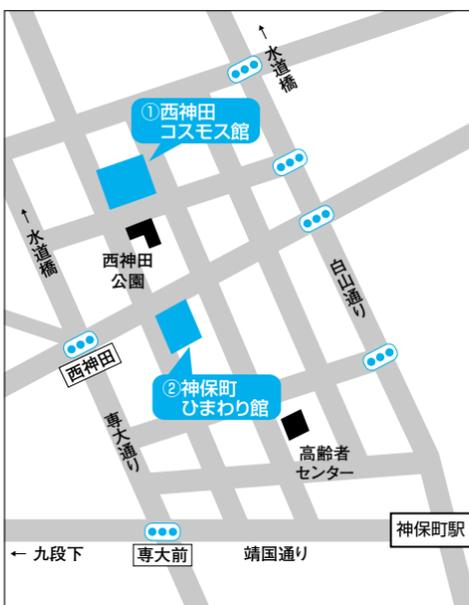 ↑
水道橋
①西神田
コスモス館
↑
水道橋
西神田
公園
白山通り
西神田
②神保町
ひまわり館
専大通り
高齢者
センター
神保町駅
← 九段下
専大前
靖国通り